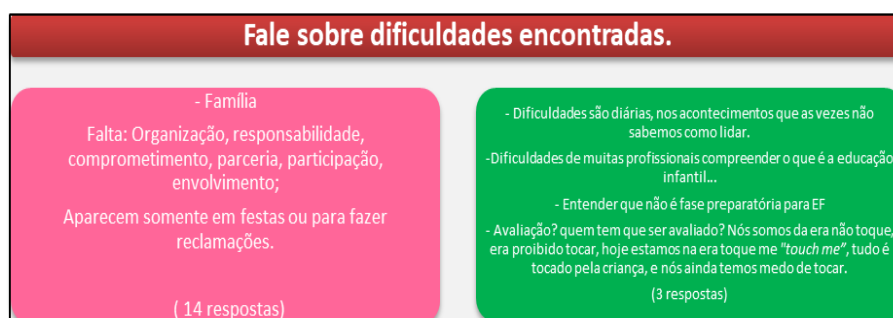 Fale sobre dificuldades encontradas.
- Família
Falta: Organização, responsabilidade,
comprometimento, parceria, participação,
envolvimento;
Aparecem somente em festas ou para fazer
reclamações.
( 14 respostas)
- Dificuldades são diárias, nos acontecimentos que as vezes não
sabemos como lidar.
-Dificuldades de muitas profissionais compreender o que é a educação
infantil...
- Entender que não é fase preparatória para EF
- Avaliação? quem tem que ser avaliado? Nós somos da era não toque,
era proibido tocar, hoje estamos na era toque me "touch me", tudo é
tocado pela criança, e nós ainda temos medo de tocar.
(3 respostas)